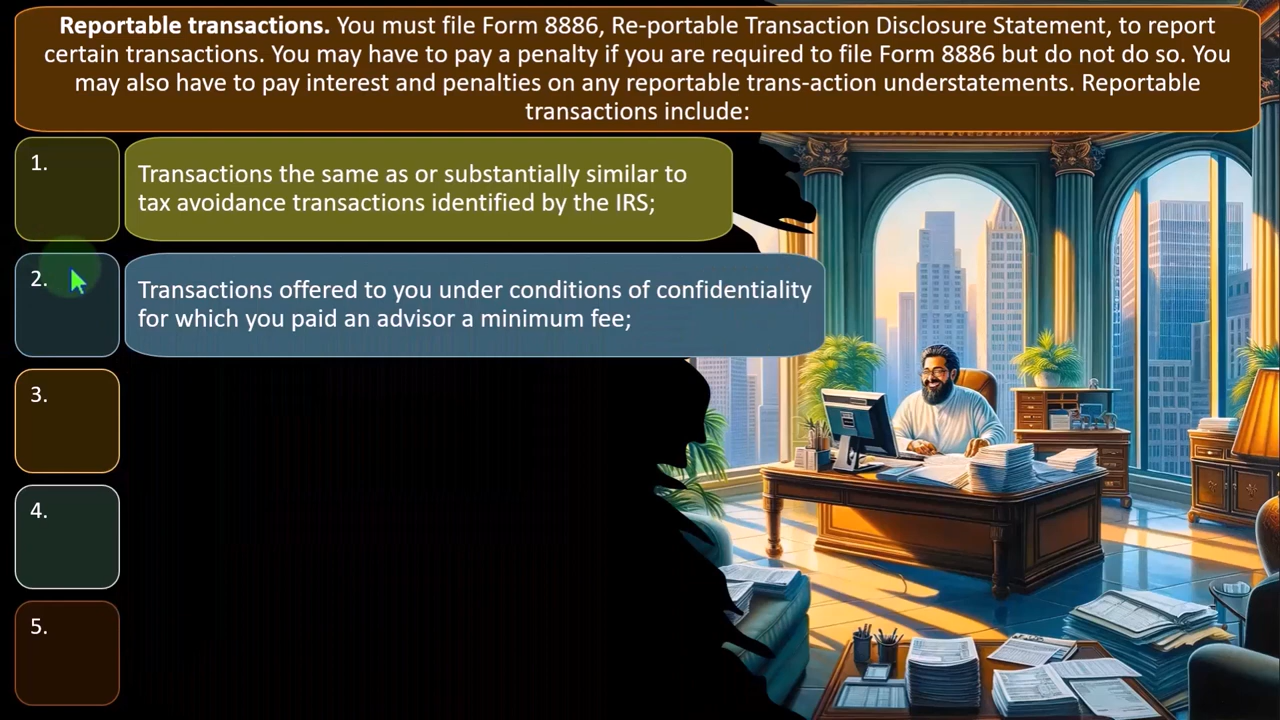 Reportable transactions. You must file Form 8886, Re-portable Transaction Disclosure Statement, to report
certain transactions. You may have to pay a penalty if you are required to file Form 8886 but do not do so. You
may also have to pay interest and penalties on any reportable trans-action understatements. Reportable
transactions include:
1.
Transactions the same as or substantially similar to
tax avoidance transactions identified by the IRS;
2.
Transactions offered to you under conditions of confidentiality
for which you paid an advisor a minimum fee;
3.
4.
5.